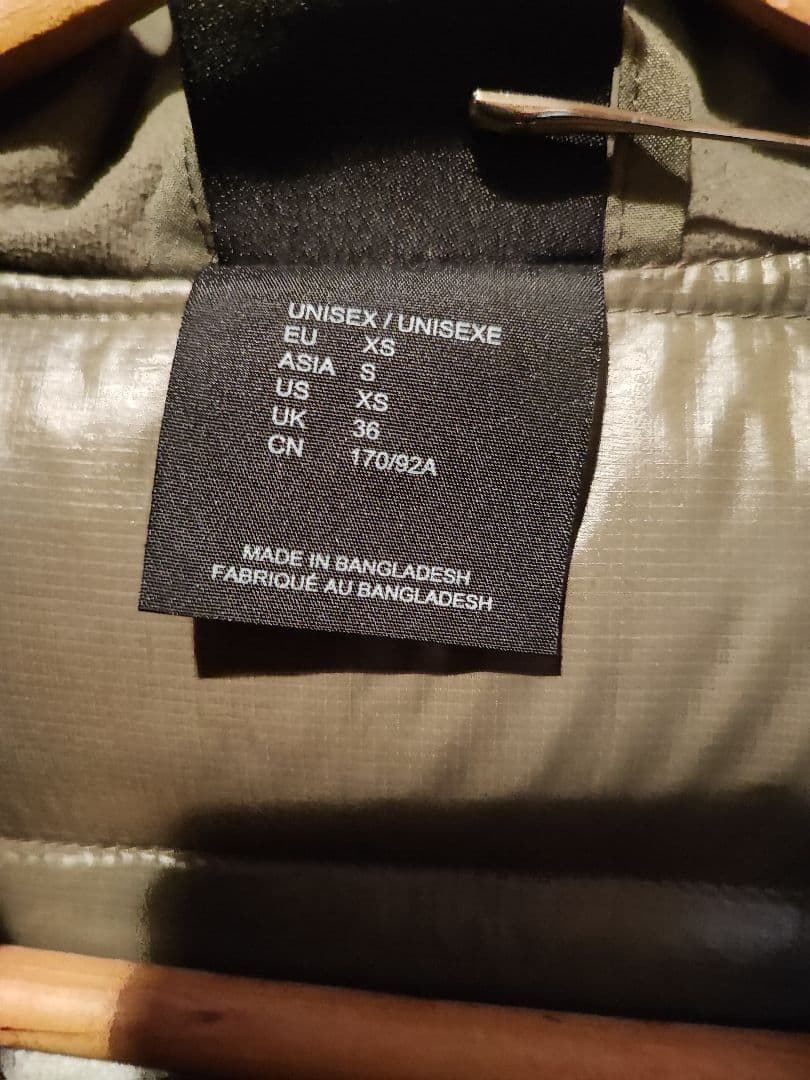 UNISEX / UNISEXE
EU XS
ASIA S
US XS
UK 36
CN 170/92A
MADE IN BANGLADESH
FABRIQUÉ AU BANGLADESH